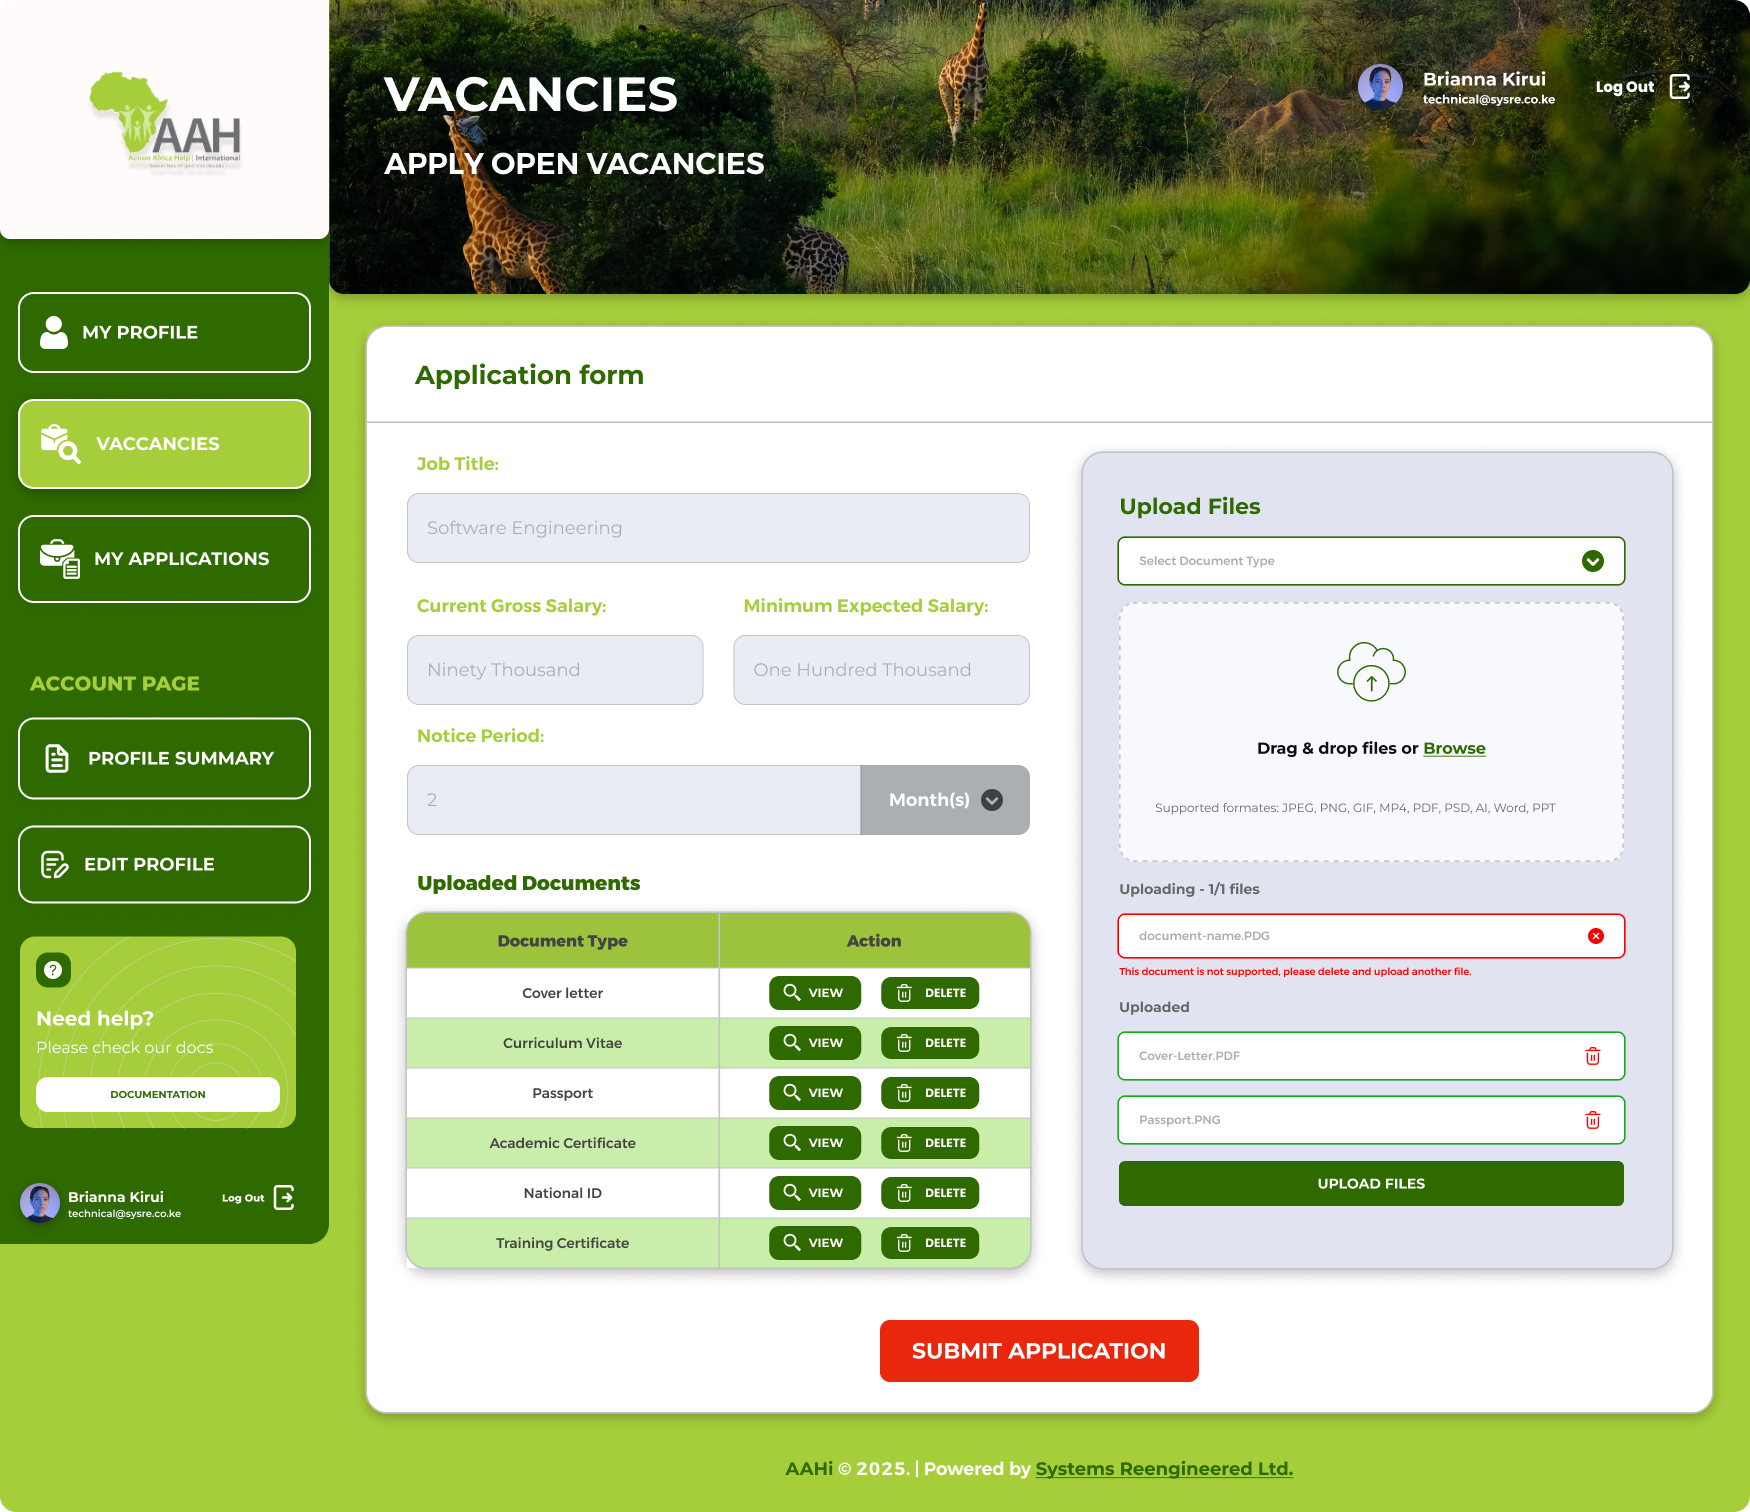 AAH
Action Africa Help | International
MY PROFILE
VACCANCIES
MY APPLICATIONS
ACCOUNT PAGE
PROFILE SUMMARY
EDIT PROFILE
?
Need help?
Please check our docs
DOCUMENTATION
Brianna Kirui
technical@sysre.co.ke
Log Out
VACANCIES
APPLY OPEN VACANCIES
Brianna Kirui
technical@sysre.co.ke
Log Out
Application form
Job Title:
Software Engineering
Current Gross Salary:
Minimum Expected Salary:
Ninety Thousand
One Hundred Thousand
Notice Period:
2
Month(s)
Uploaded Documents
Document Type Action
Cover letter VIEW DELETE
Curriculum Vitae VIEW DELETE
Passport VIEW DELETE
Academic Certificate VIEW DELETE
National ID VIEW DELETE
Training Certificate VIEW DELETE
Upload Files
Select Document Type
Drag & drop files or Browse
Supported formates: JPEG, PNG, GIF, MP4, PDF, PSD, AI, Word, PPT
Uploading - 1/1 files
document-name.PDG
This document is not supported, please delete and upload another file.
Uploaded
Cover-Letter.PDF
Passport.PNG
UPLOAD FILES
SUBMIT APPLICATION
AAHi © 2025. | Powered by Systems Reengineered Ltd.